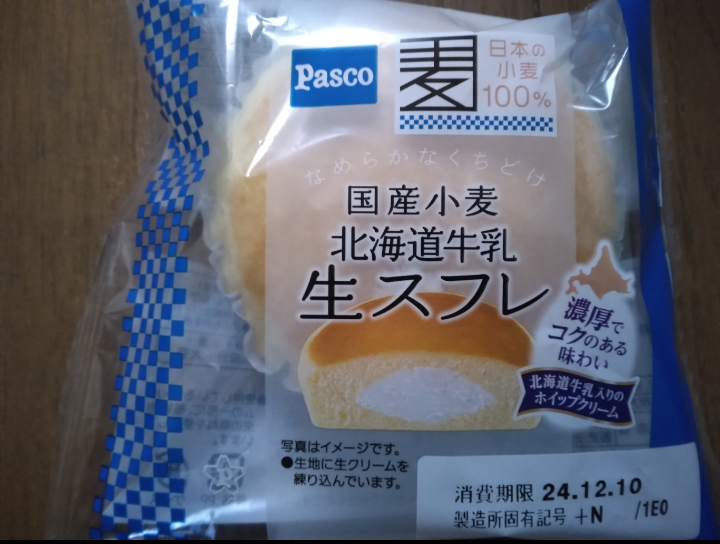 Pasco
麦
日本の
小麦
100%
なめらかなくちどけ
国産小麦
北海道牛乳
生スフレ
濃厚で
コクのある
味わい
北海道牛乳入りの
ホイップクリーム
写真はイメージです。
●生地に生クリームを
練り込んでいます。
消費期限 24.12.10
製造所固有記号 +N /1E0